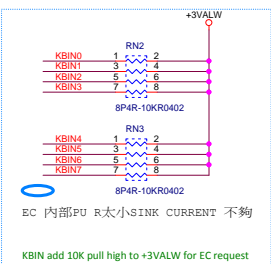 +3VALW
RN2
KBIN0 1 2
KBIN1 3 4
KBIN2 5 6
KBIN3 7 8
8P4R-10KR0402
RN3
KBIN4 1 2
KBIN5 3 4
KBIN6 5 6
KBIN7 7 8
8P4R-10KR0402
EC 內部PU R太小SINK CURRENT 不夠
KBIN add 10K pull high to +3VALW for EC request